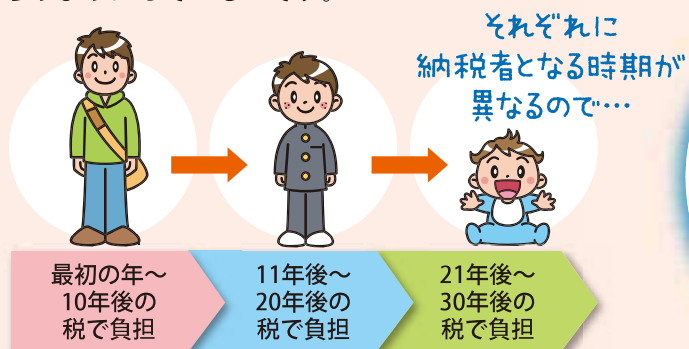 それぞれに
納税者となる時期が
異なるので…
最初の年〜
10年後の
税で負担
11年後〜
20年後の
税で負担
21年後〜
30年後の
税で負担